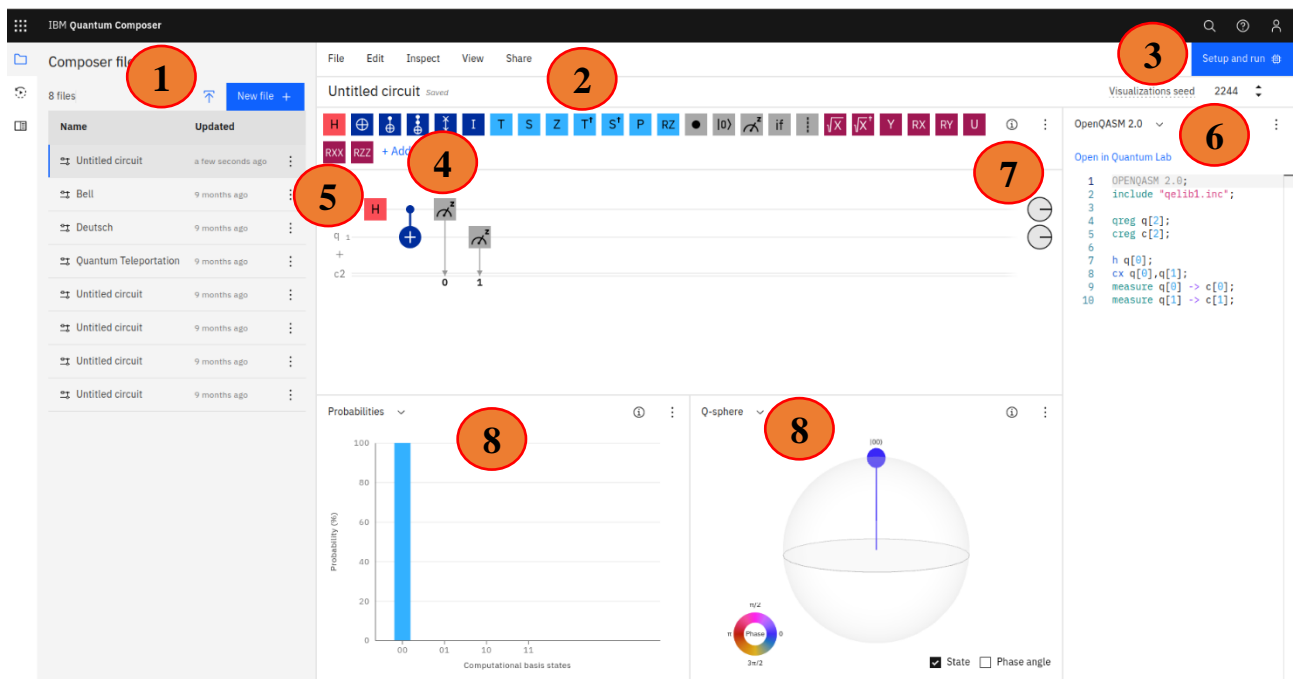 IBM Quantum Composer
Composer
1
8 files
New file +
Name Updated
Untitled circuit a few seconds ago
Bell 9 months ago
Deutsch 9 months ago
Quantum Teleportation 9 months ago
Untitled circuit 9 months ago
Untitled circuit 9 months ago
Untitled circuit 9 months ago
Untitled circuit 9 months ago
File Edit Inspect View Share
2
3
Setup and run
Untitled circuit Saved
Visualizations seed 2244
H I T S Z T† S† P RZ |0⟩ z if √X √X† Y RX RY U
RXX RZZ + Add
4
5
7
H z
q 1 + z
+
c2
0 1
OpenQASM 2.0
6
Open in Quantum Lab
1 OPENQASM 2.0;
2 include "qelib1.inc";
3
4 qreg q[2];
5 creg c[2];
6
7 h q[0];
8 cx q[0],q[1];
9 measure q[0] -> c[0];
10 measure q[1] -> c[1];
Probabilities
8
100
80
60
40
20
0
Probability (%)
00 01 10 11
Computational basis states
Q-sphere
8
|00⟩
π/2
π Phase 0
3π/2
State Phase angle